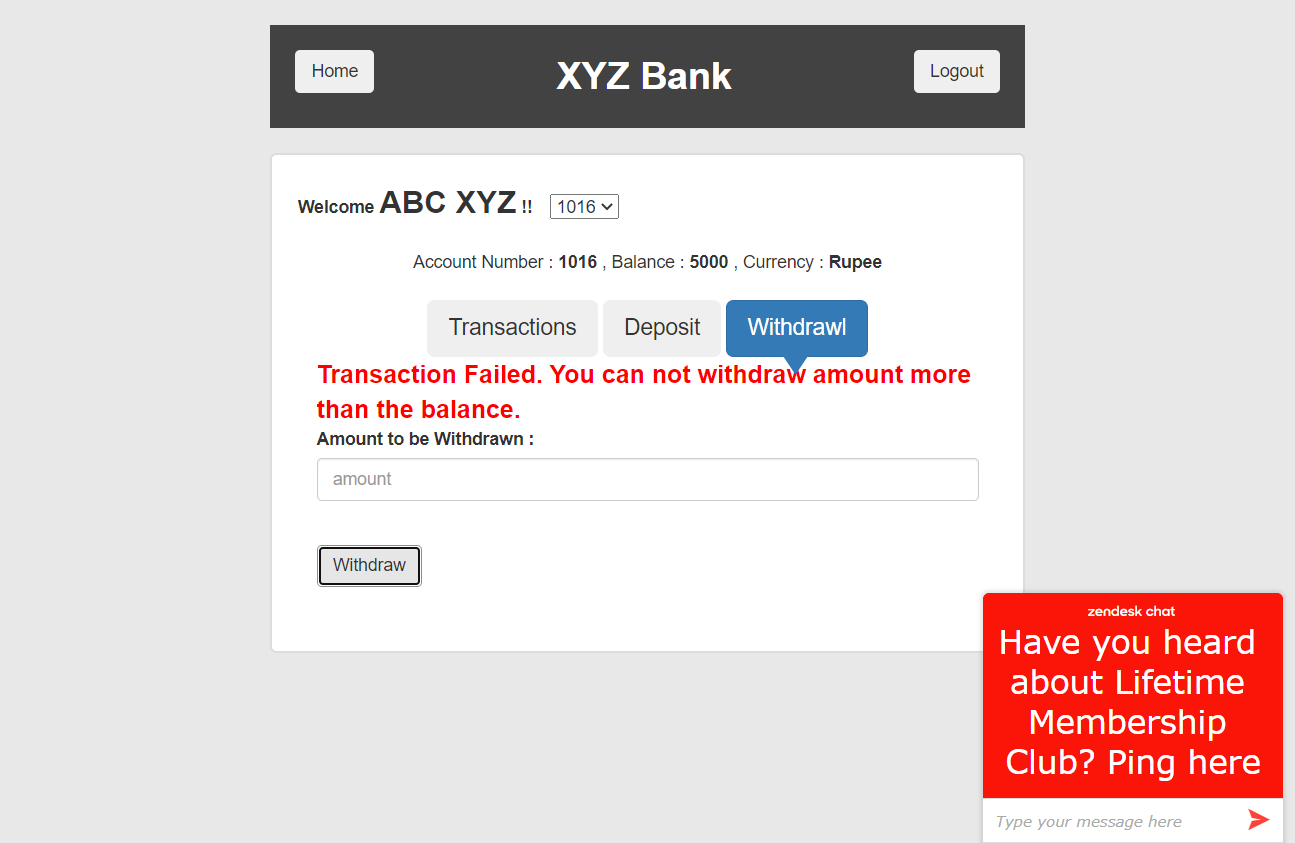 Home
XYZ Bank
Logout
Welcome ABC XYZ !! 1016
Account Number : 1016 , Balance : 5000 , Currency : Rupee
Transactions
Deposit
Withdrawl
Transaction Failed. You can not withdraw amount more
than the balance.
Amount to be Withdrawn :
amount
Withdraw
zendesk chat
Have you heard
about Lifetime
Membership
Club? Ping here
Type your message here